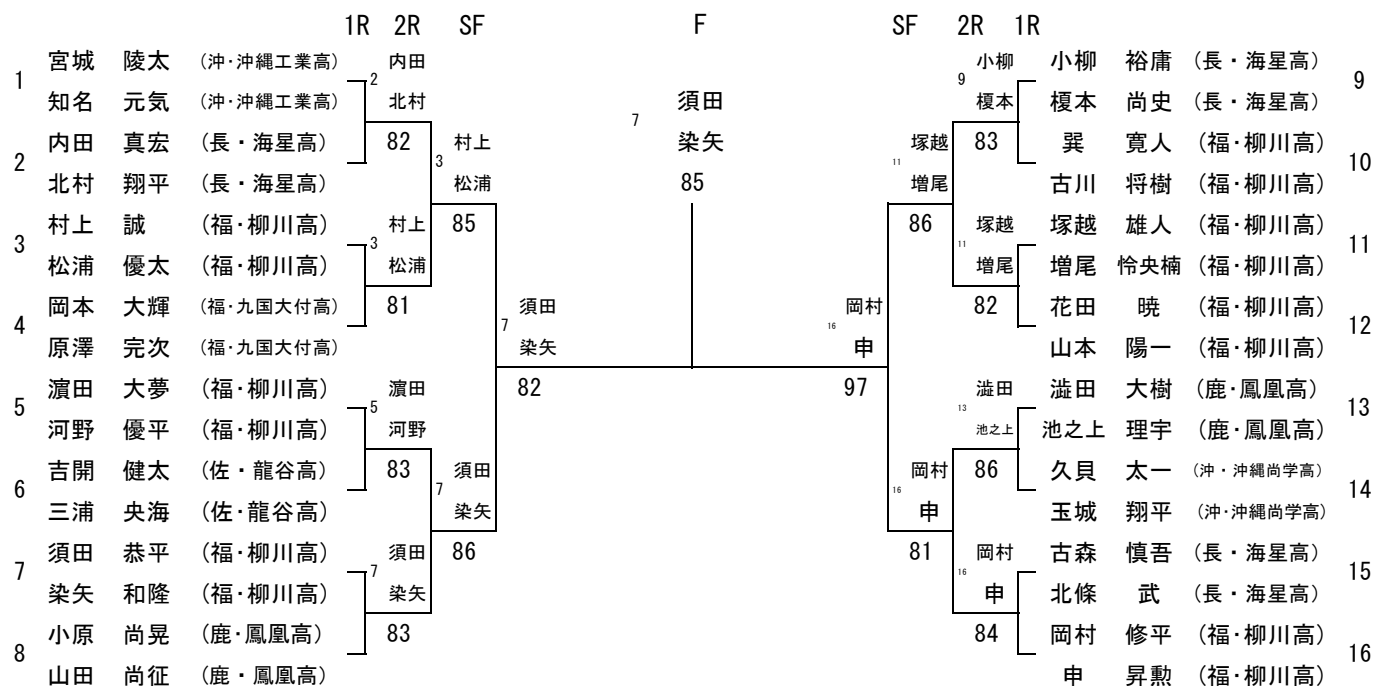 1R 2R SF F SF 2R 1R
宮城 陵太 (沖・沖縄工業高) 内田 小柳 小柳 裕庸 (長・海星高)
1 2 9 9
知名 元気 (沖・沖縄工業高) 北村 須田 榎本 榎本 尚史 (長・海星高)
7
内田 真宏 (長・海星高) 82 村上 染矢 塚越 83 巽 寛人 (福・柳川高)
2 3 11 10
北村 翔平 (長・海星高) 松浦 85 増尾 古川 将樹 (福・柳川高)
村上 誠 (福・柳川高) 村上 85 86 塚越 塚越 雄人 (福・柳川高)
3 3 11 11
松浦 優太 (福・柳川高) 松浦 増尾 増尾 怜央楠 (福・柳川高)
岡本 大輝 (福・九国大付高) 81 須田 岡村 82 花田 暁 (福・柳川高)
4 7 16 12
原澤 完次 (福・九国大付高) 染矢 申 山本 陽一 (福・柳川高)
濵田 大夢 (福・柳川高) 濵田 82 97 澁田 澁田 大樹 (鹿・鳳凰高)
5 5 13 13
河野 優平 (福・柳川高) 河野 池之上 池之上 理宇 (鹿・鳳凰高)
吉開 健太 (佐・龍谷高) 83 須田 岡村 86 久貝 太一 (沖・沖縄尚学高)
6 7 16 14
三浦 央海 (佐・龍谷高) 染矢 申 玉城 翔平 (沖・沖縄尚学高)
須田 恭平 (福・柳川高) 須田 86 81 岡村 古森 慎吾 (長・海星高)
7 7 16 15
染矢 和隆 (福・柳川高) 染矢 申 北條 武 (長・海星高)
小原 尚晃 (鹿・鳳凰高) 83 84 岡村 修平 (福・柳川高)
8 16
山田 尚征 (鹿・鳳凰高) 申 昇勲 (福・柳川高)